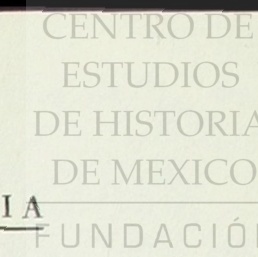 CENTRO DE
ESTUDIOS
DE HISTORIA
DE MEXICO
IA
FUNDACIÓ